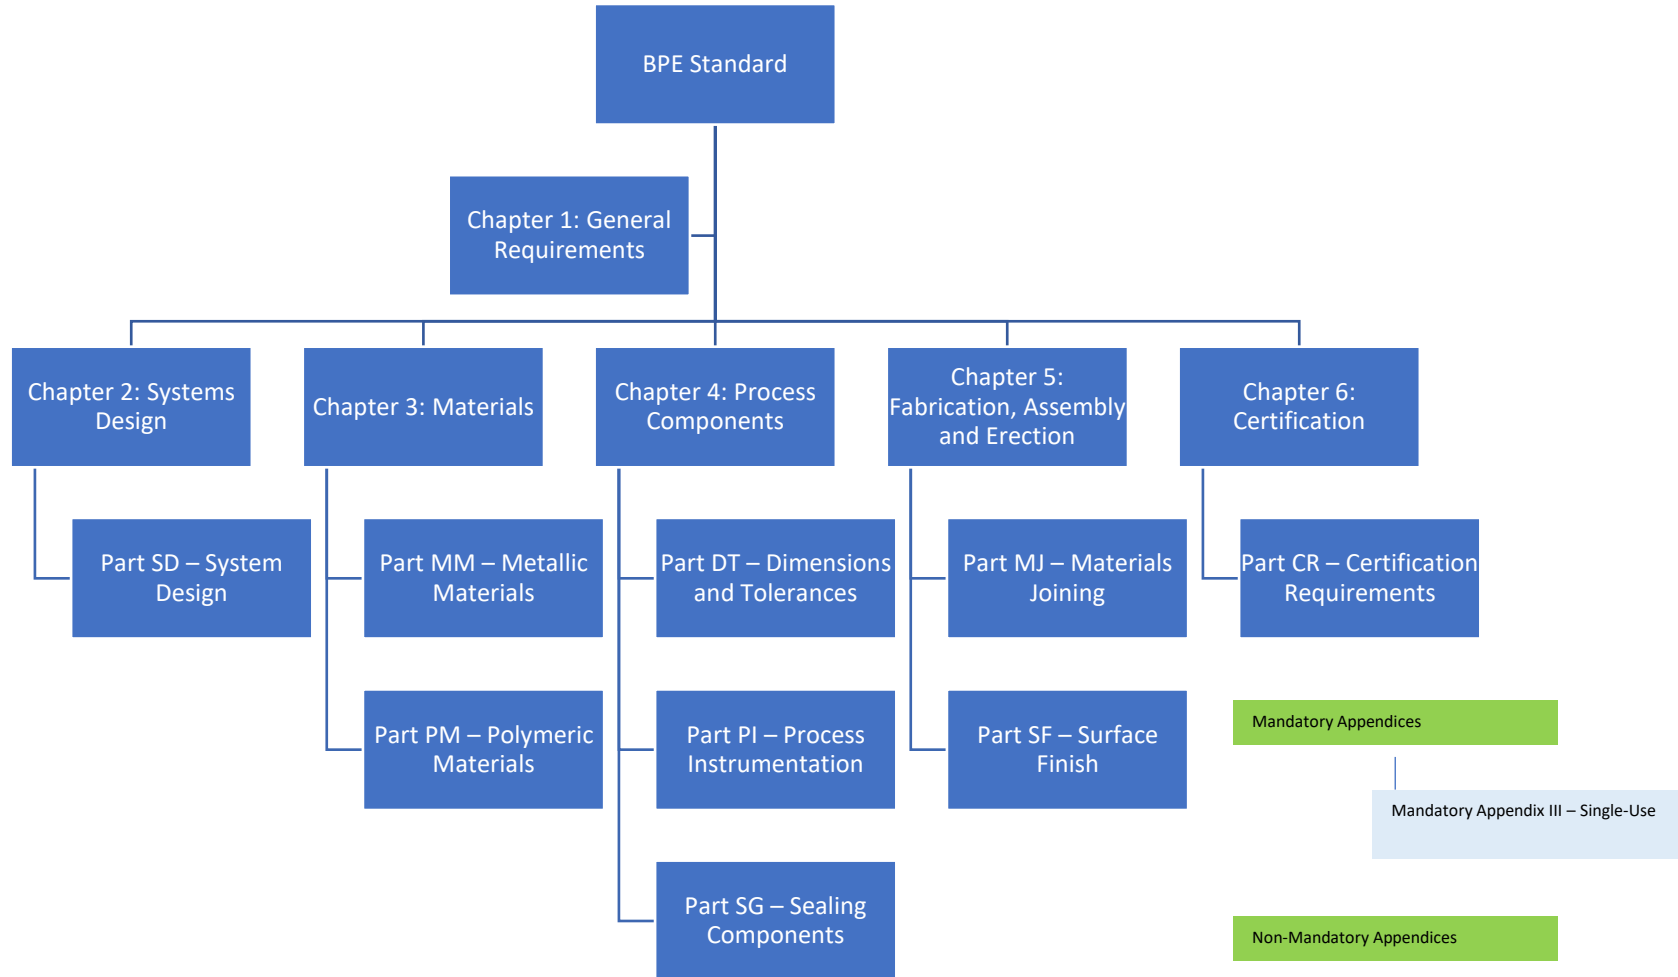 BPE Standard
Chapter 1: General
Requirements
Chapter 2: Systems
Design
Chapter 3: Materials
Chapter 4: Process
Components
Chapter 5:
Fabrication, Assembly
and Erection
Chapter 6:
Certification
Part SD – System
Design
Part MM – Metallic
Materials
Part DT – Dimensions
and Tolerances
Part MJ – Materials
Joining
Part CR – Certification
Requirements
Part PM – Polymeric
Materials
Part PI – Process
Instrumentation
Part SF – Surface
Finish
Mandatory Appendices
Mandatory Appendix III – Single-Use
Part SG – Sealing
Components
Non-Mandatory Appendices